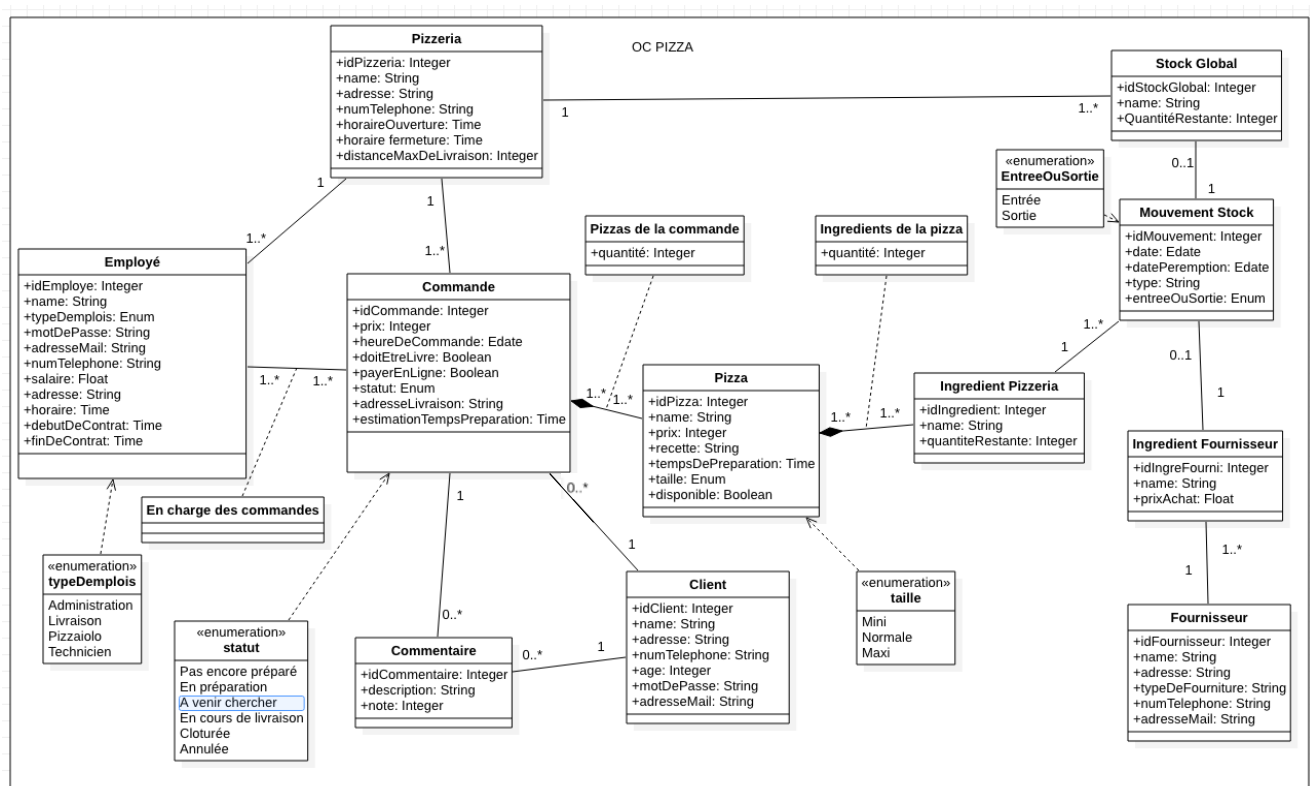 OC PIZZA
Pizzeria
+idPizzeria: Integer
+name: String
+adresse: String
+numTelephone: String
+horaireOuverture: Time
+horaire fermeture: Time
+distanceMaxDeLivraison: Integer
1
1..*
Stock Global
+idStockGlobal: Integer
+name: String
+QuantitéRestante: Integer
0..1
1
«enumeration»
EntreeOuSortie
Entrée
Sortie
Mouvement Stock
+idMouvement: Integer
+date: Edate
+datePeremption: Edate
+type: String
+entreeOuSortie: Enum
1
1..*
1
1..*
Pizzas de la commande
+quantité: Integer
Ingredients de la pizza
+quantité: Integer
Employé
+idEmploye: Integer
+name: String
+typeDemplois: Enum
+motDePasse: String
+adresseMail: String
+numTelephone: String
+salaire: Float
+adresse: String
+horaire: Time
+debutDeContrat: Time
+finDeContrat: Time
1..*
1..*
Commande
+idCommande: Integer
+prix: Integer
+heureDeCommande: Edate
+doitEtreLivre: Boolean
+payerEnLigne: Boolean
+statut: Enum
+adresseLivraison: String
+estimationTempsPreparation: Time
1..*
1..*
Pizza
+idPizza: Integer
+name: String
+prix: Integer
+recette: String
+tempsDePreparation: Time
+taille: Enum
+disponible: Boolean
1..*
1..*
Ingredient Pizzeria
+idIngredient: Integer
+name: String
+quantiteRestante: Integer
1..*
1
0..1
1
Ingredient Fournisseur
+idIngreFourni: Integer
+name: String
+prixAchat: Float
1..*
1
Fournisseur
+idFournisseur: Integer
+name: String
+adresse: String
+typeDeFourniture: String
+numTelephone: String
+adresseMail: String
En charge des commandes
«enumeration»
typeDemplois
Administration
Livraison
Pizzaiolo
Technicien
«enumeration»
statut
Pas encore préparé
En préparation
A venir chercher
En cours de livraison
Cloturée
Annulée
1
0..*
0..*
1
Commentaire
+idCommentaire: Integer
+description: String
+note: Integer
0..*
1
Client
+idClient: Integer
+name: String
+adresse: String
+numTelephone: String
+age: Integer
+motDePasse: String
+adresseMail: String
«enumeration»
taille
Mini
Normale
Maxi